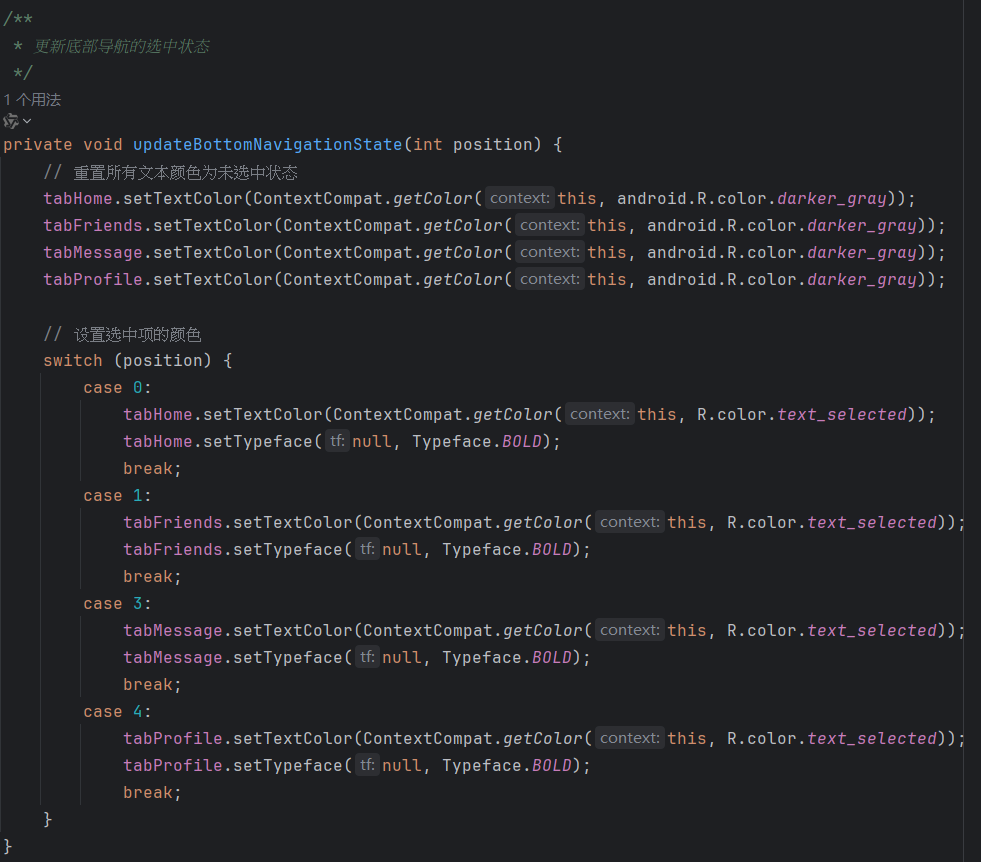 /**
 * 更新底部导航的选中状态
 */
1 个用法
private void updateBottomNavigationState(int position) {
    // 重置所有文本颜色为未选中状态
    tabHome.setTextColor(ContextCompat.getColor( context: this, android.R.color.darker_gray));
    tabFriends.setTextColor(ContextCompat.getColor( context: this, android.R.color.darker_gray));
    tabMessage.setTextColor(ContextCompat.getColor( context: this, android.R.color.darker_gray));
    tabProfile.setTextColor(ContextCompat.getColor( context: this, android.R.color.darker_gray));

    // 设置选中项的颜色
    switch (position) {
        case 0:
            tabHome.setTextColor(ContextCompat.getColor( context: this, R.color.text_selected));
            tabHome.setTypeface( tf: null, Typeface.BOLD);
            break;
        case 1:
            tabFriends.setTextColor(ContextCompat.getColor( context: this, R.color.text_selected));
            tabFriends.setTypeface( tf: null, Typeface.BOLD);
            break;
        case 3:
            tabMessage.setTextColor(ContextCompat.getColor( context: this, R.color.text_selected));
            tabMessage.setTypeface( tf: null, Typeface.BOLD);
            break;
        case 4:
            tabProfile.setTextColor(ContextCompat.getColor( context: this, R.color.text_selected));
            tabProfile.setTypeface( tf: null, Typeface.BOLD);
            break;
    }
}